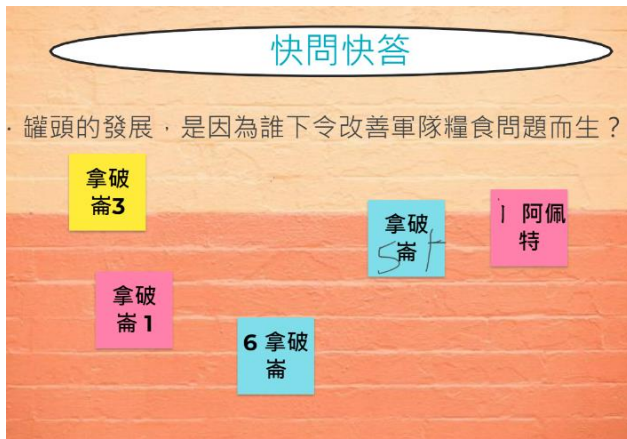 快問快答
· 罐頭的發展，是因為誰下令改善軍隊糧食問題而生？
拿破
崙3
拿破
崙
5 t
1 阿佩
特
拿破
崙 1
6 拿破
崙